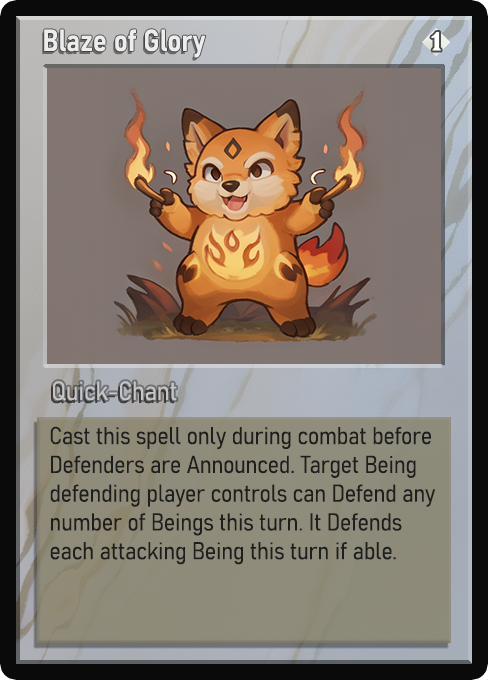 Blaze of Glory
1
Quick-Chant
Cast this spell only during combat before
Defenders are Announced. Target Being
defending player controls can Defend any
number of Beings this turn. It Defends
each attacking Being this turn if able.